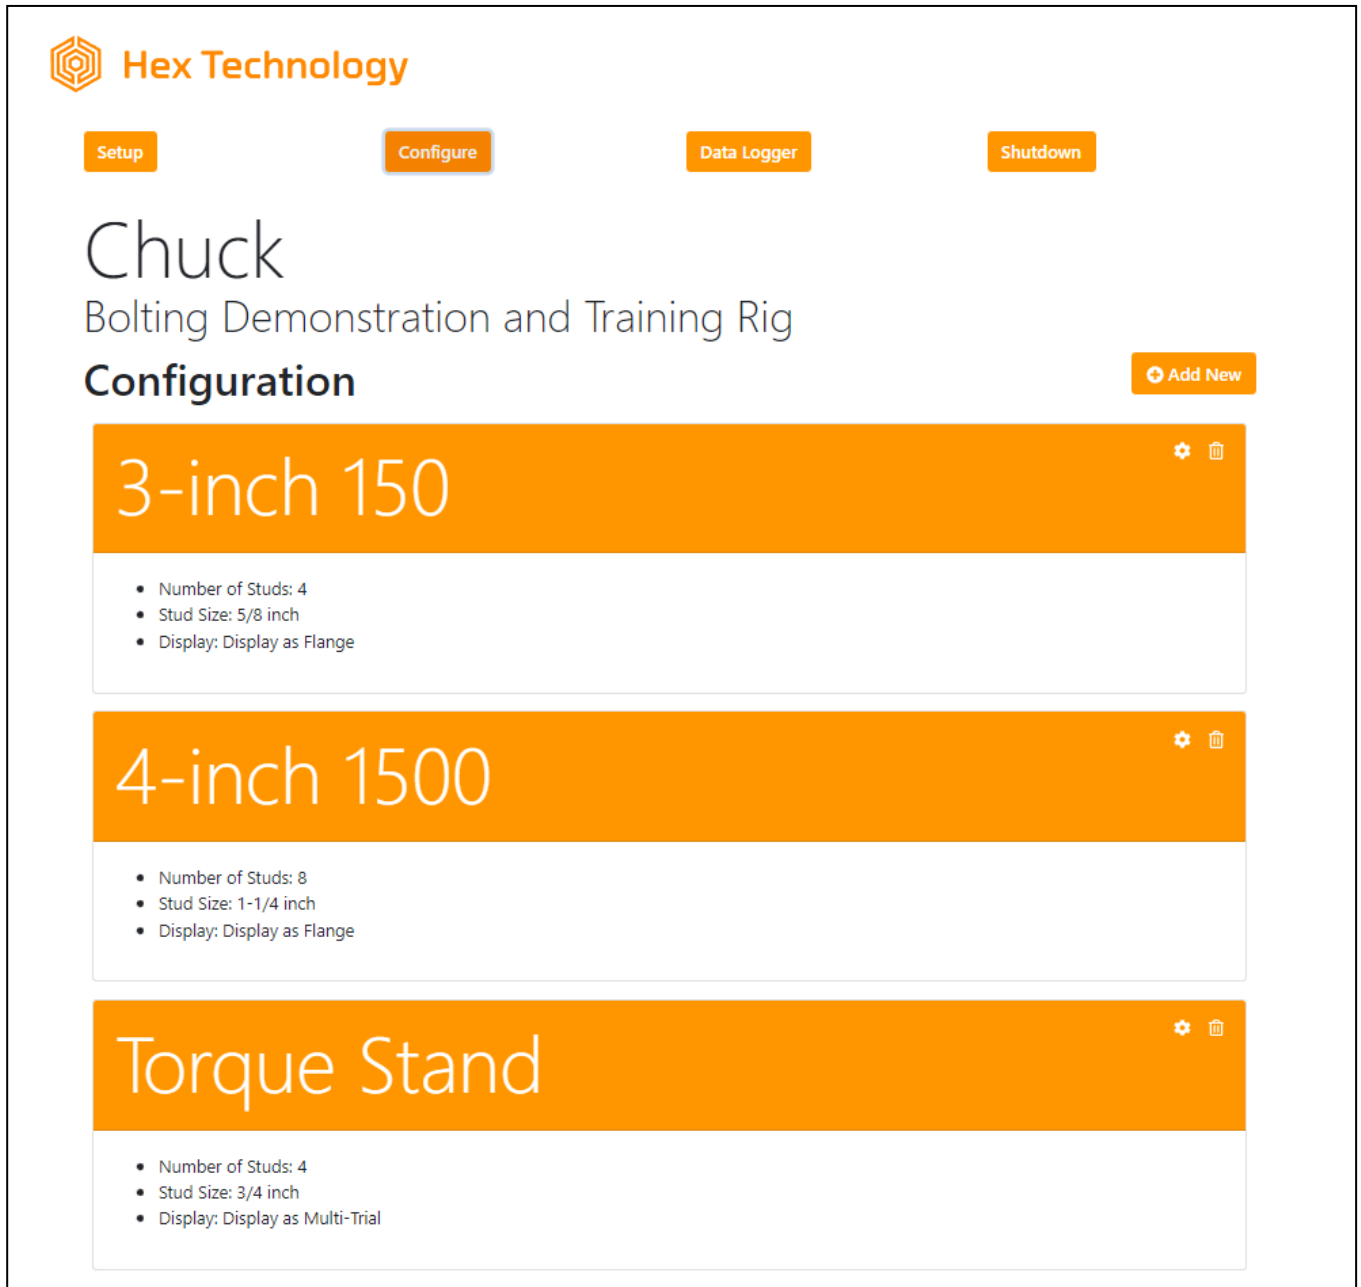 Hex Technology
Setup
Configure
Data Logger
Shutdown
Chuck
Bolting Demonstration and Training Rig
Configuration
Add New
3-inch 150
Number of Studs: 4
Stud Size: 5/8 inch
Display: Display as Flange
4-inch 1500
Number of Studs: 8
Stud Size: 1-1/4 inch
Display: Display as Flange
Torque Stand
Number of Studs: 4
Stud Size: 3/4 inch
Display: Display as Multi-Trial